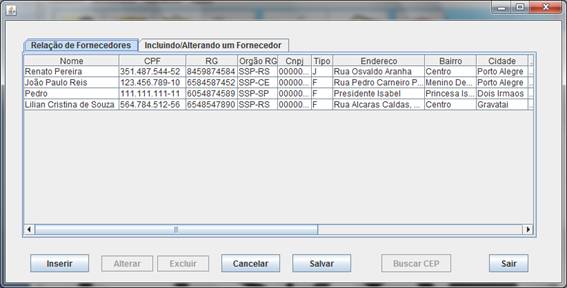 Relação de Fornecedores Incluindo/Alterando um Fornecedor
Nome CPF RG Orgão RG Cnpj Tipo Endereco Bairro Cidade
Renato Pereira 351.487.544-52 8459874584 SSP-RS 00000... J Rua Osvaldo Aranha Centro Porto Alegre
João Paulo Reis 123.456.789-10 6584587452 SSP-CE 00000... F Rua Pedro Carneiro P... Menino De... Porto Alegre
Pedro 111.111.111-11 6054874589 SSP-SP 00000... F Presidente Isabel Princesa Is... Dois Irmaos
Lilian Cristina de Souza 564.784.512-56 6548547890 SSP-RS 00000... F Rua Alcaras Caldas, ... Centro Gravatai
Inserir Alterar Excluir Cancelar Salvar Buscar CEP Sair